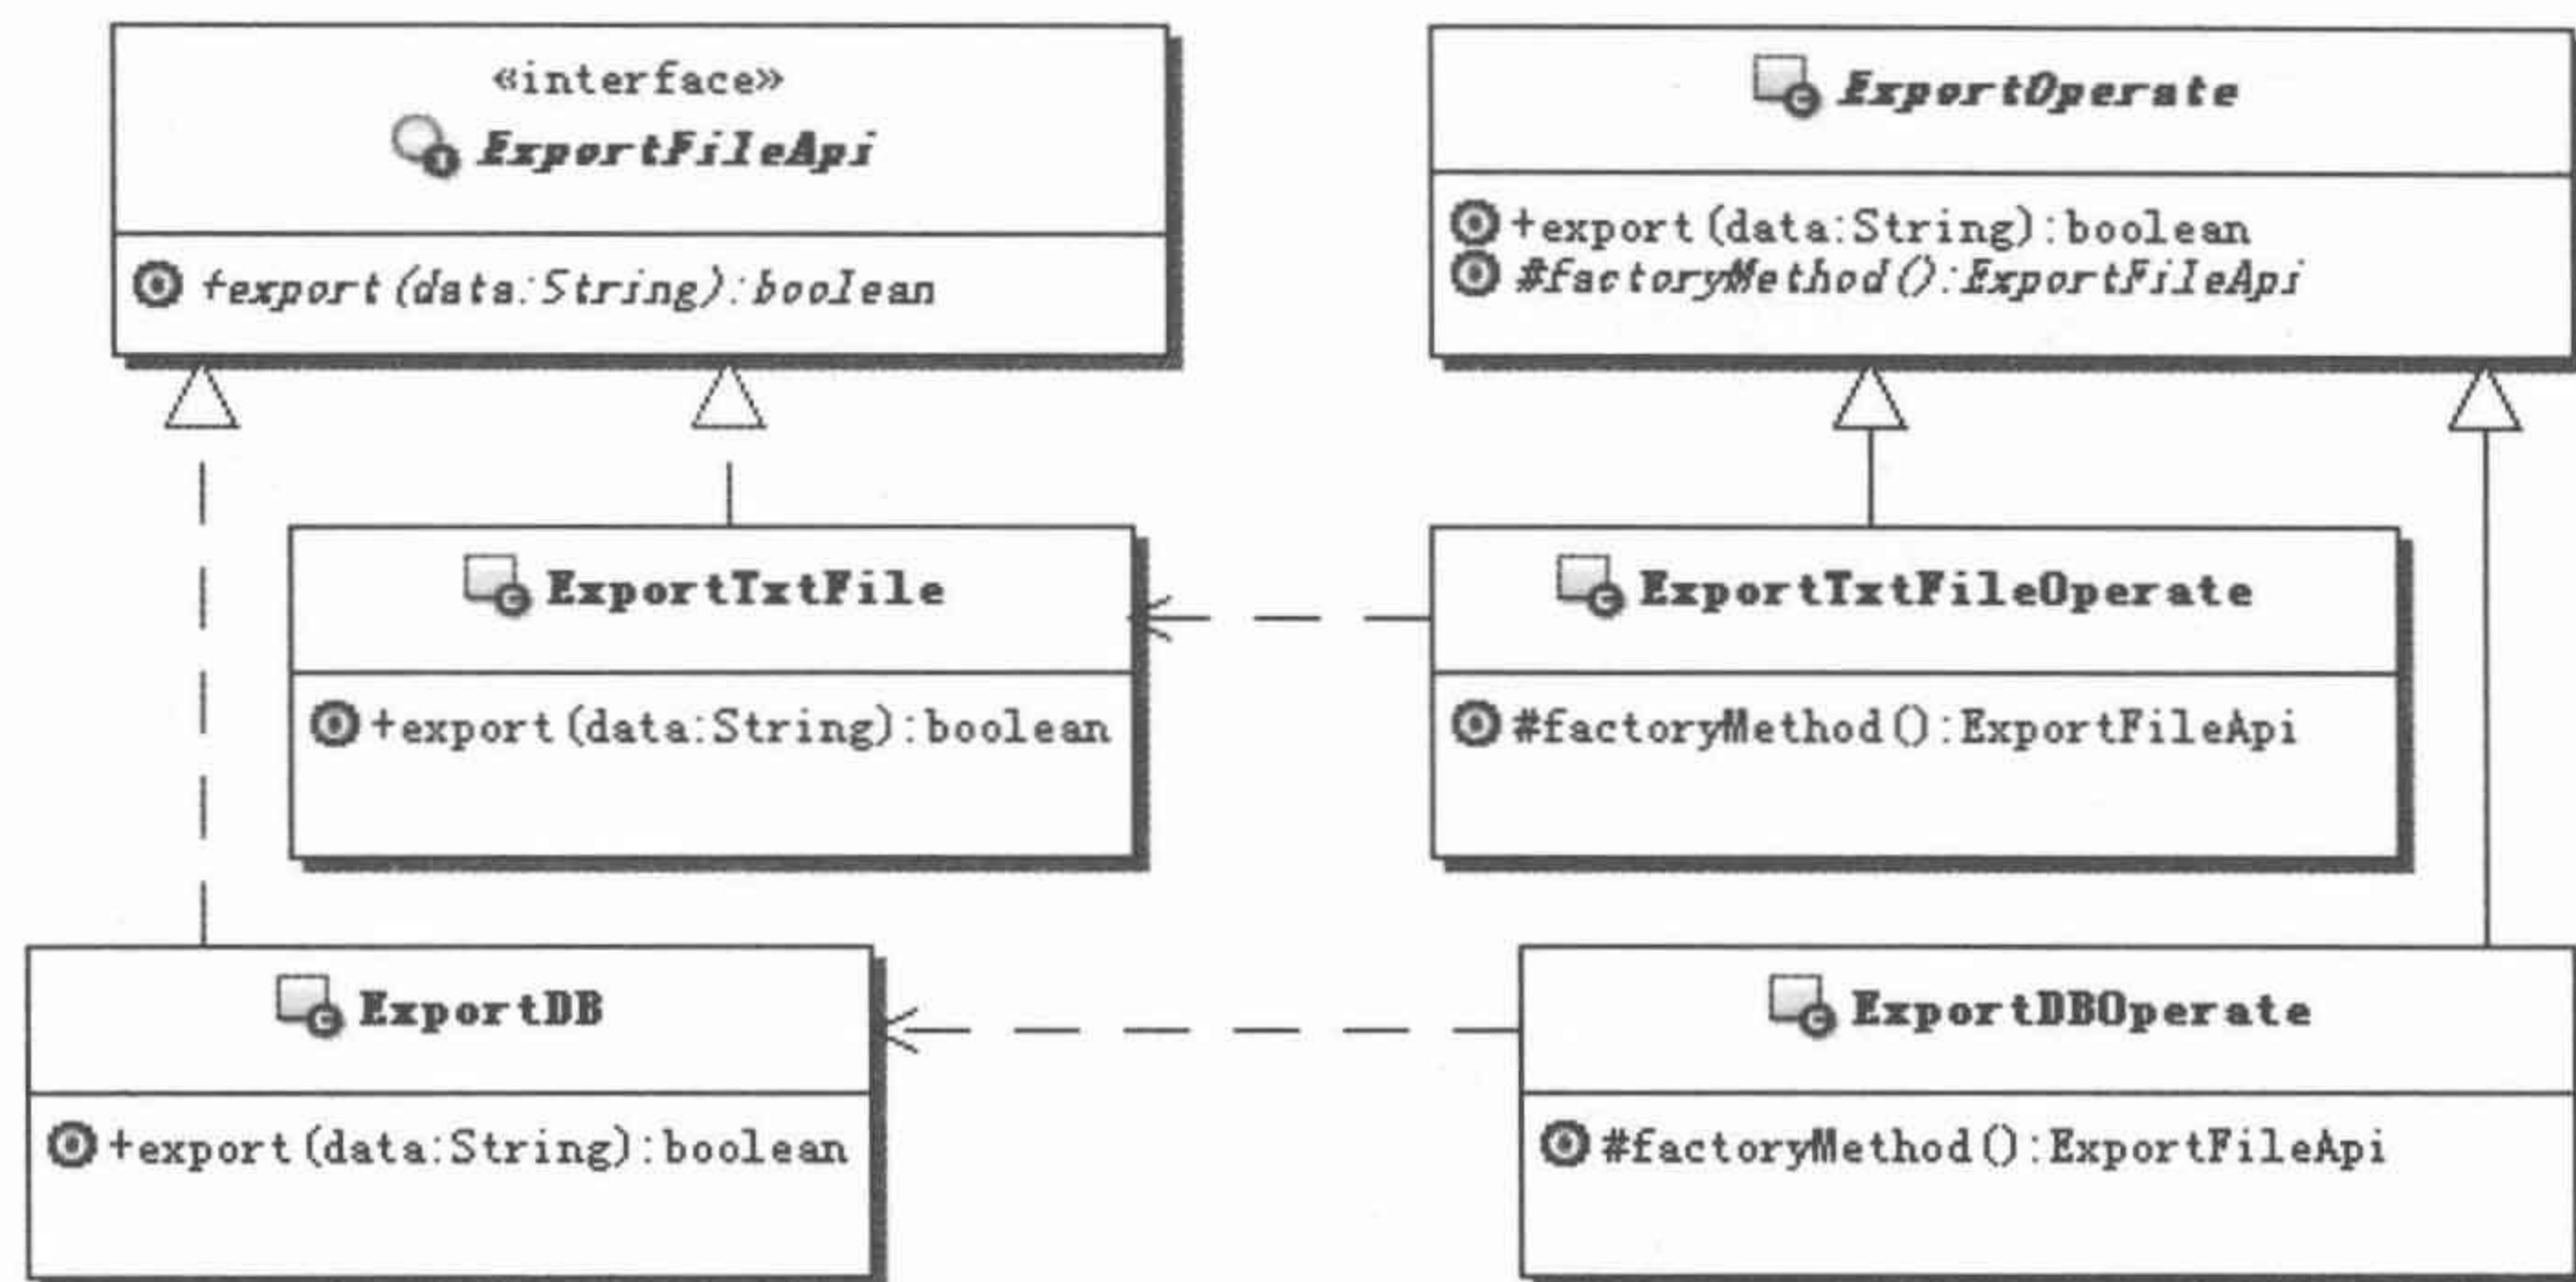 «interface»
ExportFileApi
+export(data:String):boolean
ExportOperate
+export(data:String):boolean
#factoryMethod():ExportFileApi
ExportTxtFile
+export(data:String):boolean
ExportTxtFileOperate
#factoryMethod():ExportFileApi
ExportDB
+export(data:String):boolean
ExportDBOperate
#factoryMethod():ExportFileApi